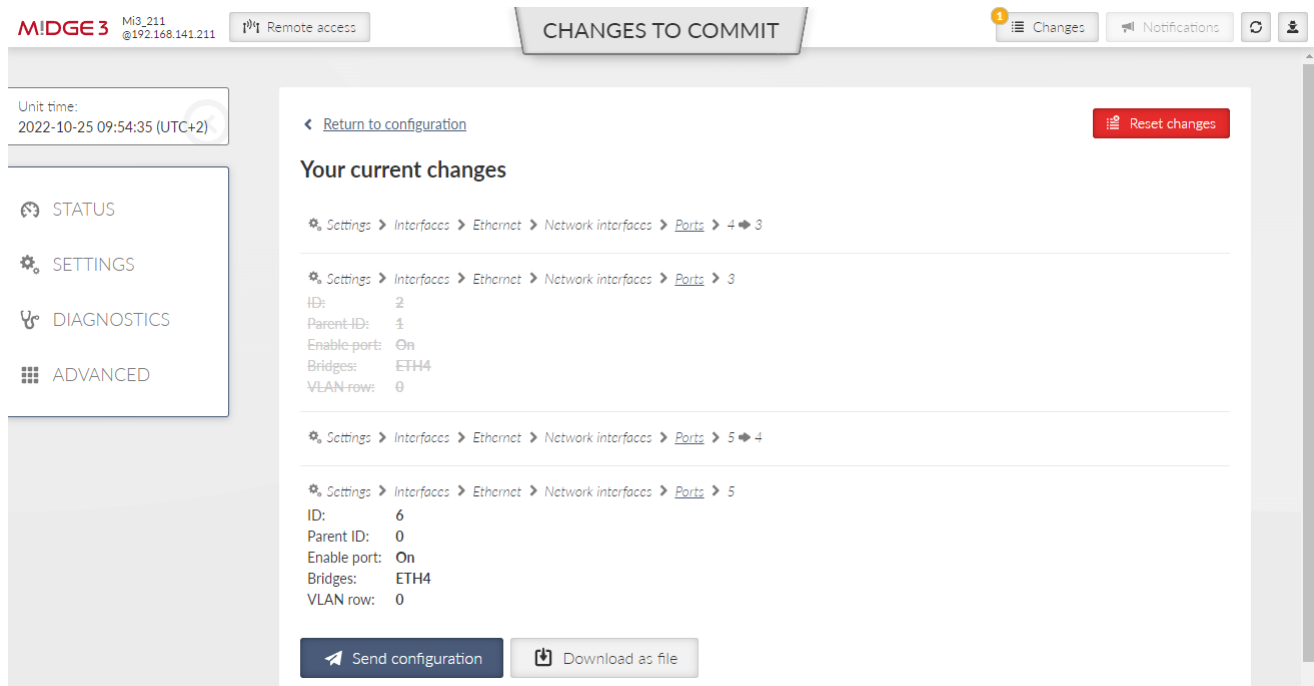 M!DGE 3
Mi3_211
@192.168.141.211
Remote access
CHANGES TO COMMIT
1
Changes
Notifications
Unit time:
2022-10-25 09:54:35 (UTC+2)
STATUS
SETTINGS
DIAGNOSTICS
ADVANCED
Return to configuration
Reset changes
Your current changes
Settings > Interfaces > Ethernet > Network interfaces > Ports > 4 → 3
Settings > Interfaces > Ethernet > Network interfaces > Ports > 3
ID: 2
Parent ID: 1
Enable port: On
Bridges: ETH4
VLAN row: 0
Settings > Interfaces > Ethernet > Network interfaces > Ports > 5 → 4
Settings > Interfaces > Ethernet > Network interfaces > Ports > 5
ID: 6
Parent ID: 0
Enable port: On
Bridges: ETH4
VLAN row: 0
Send configuration
Download as file